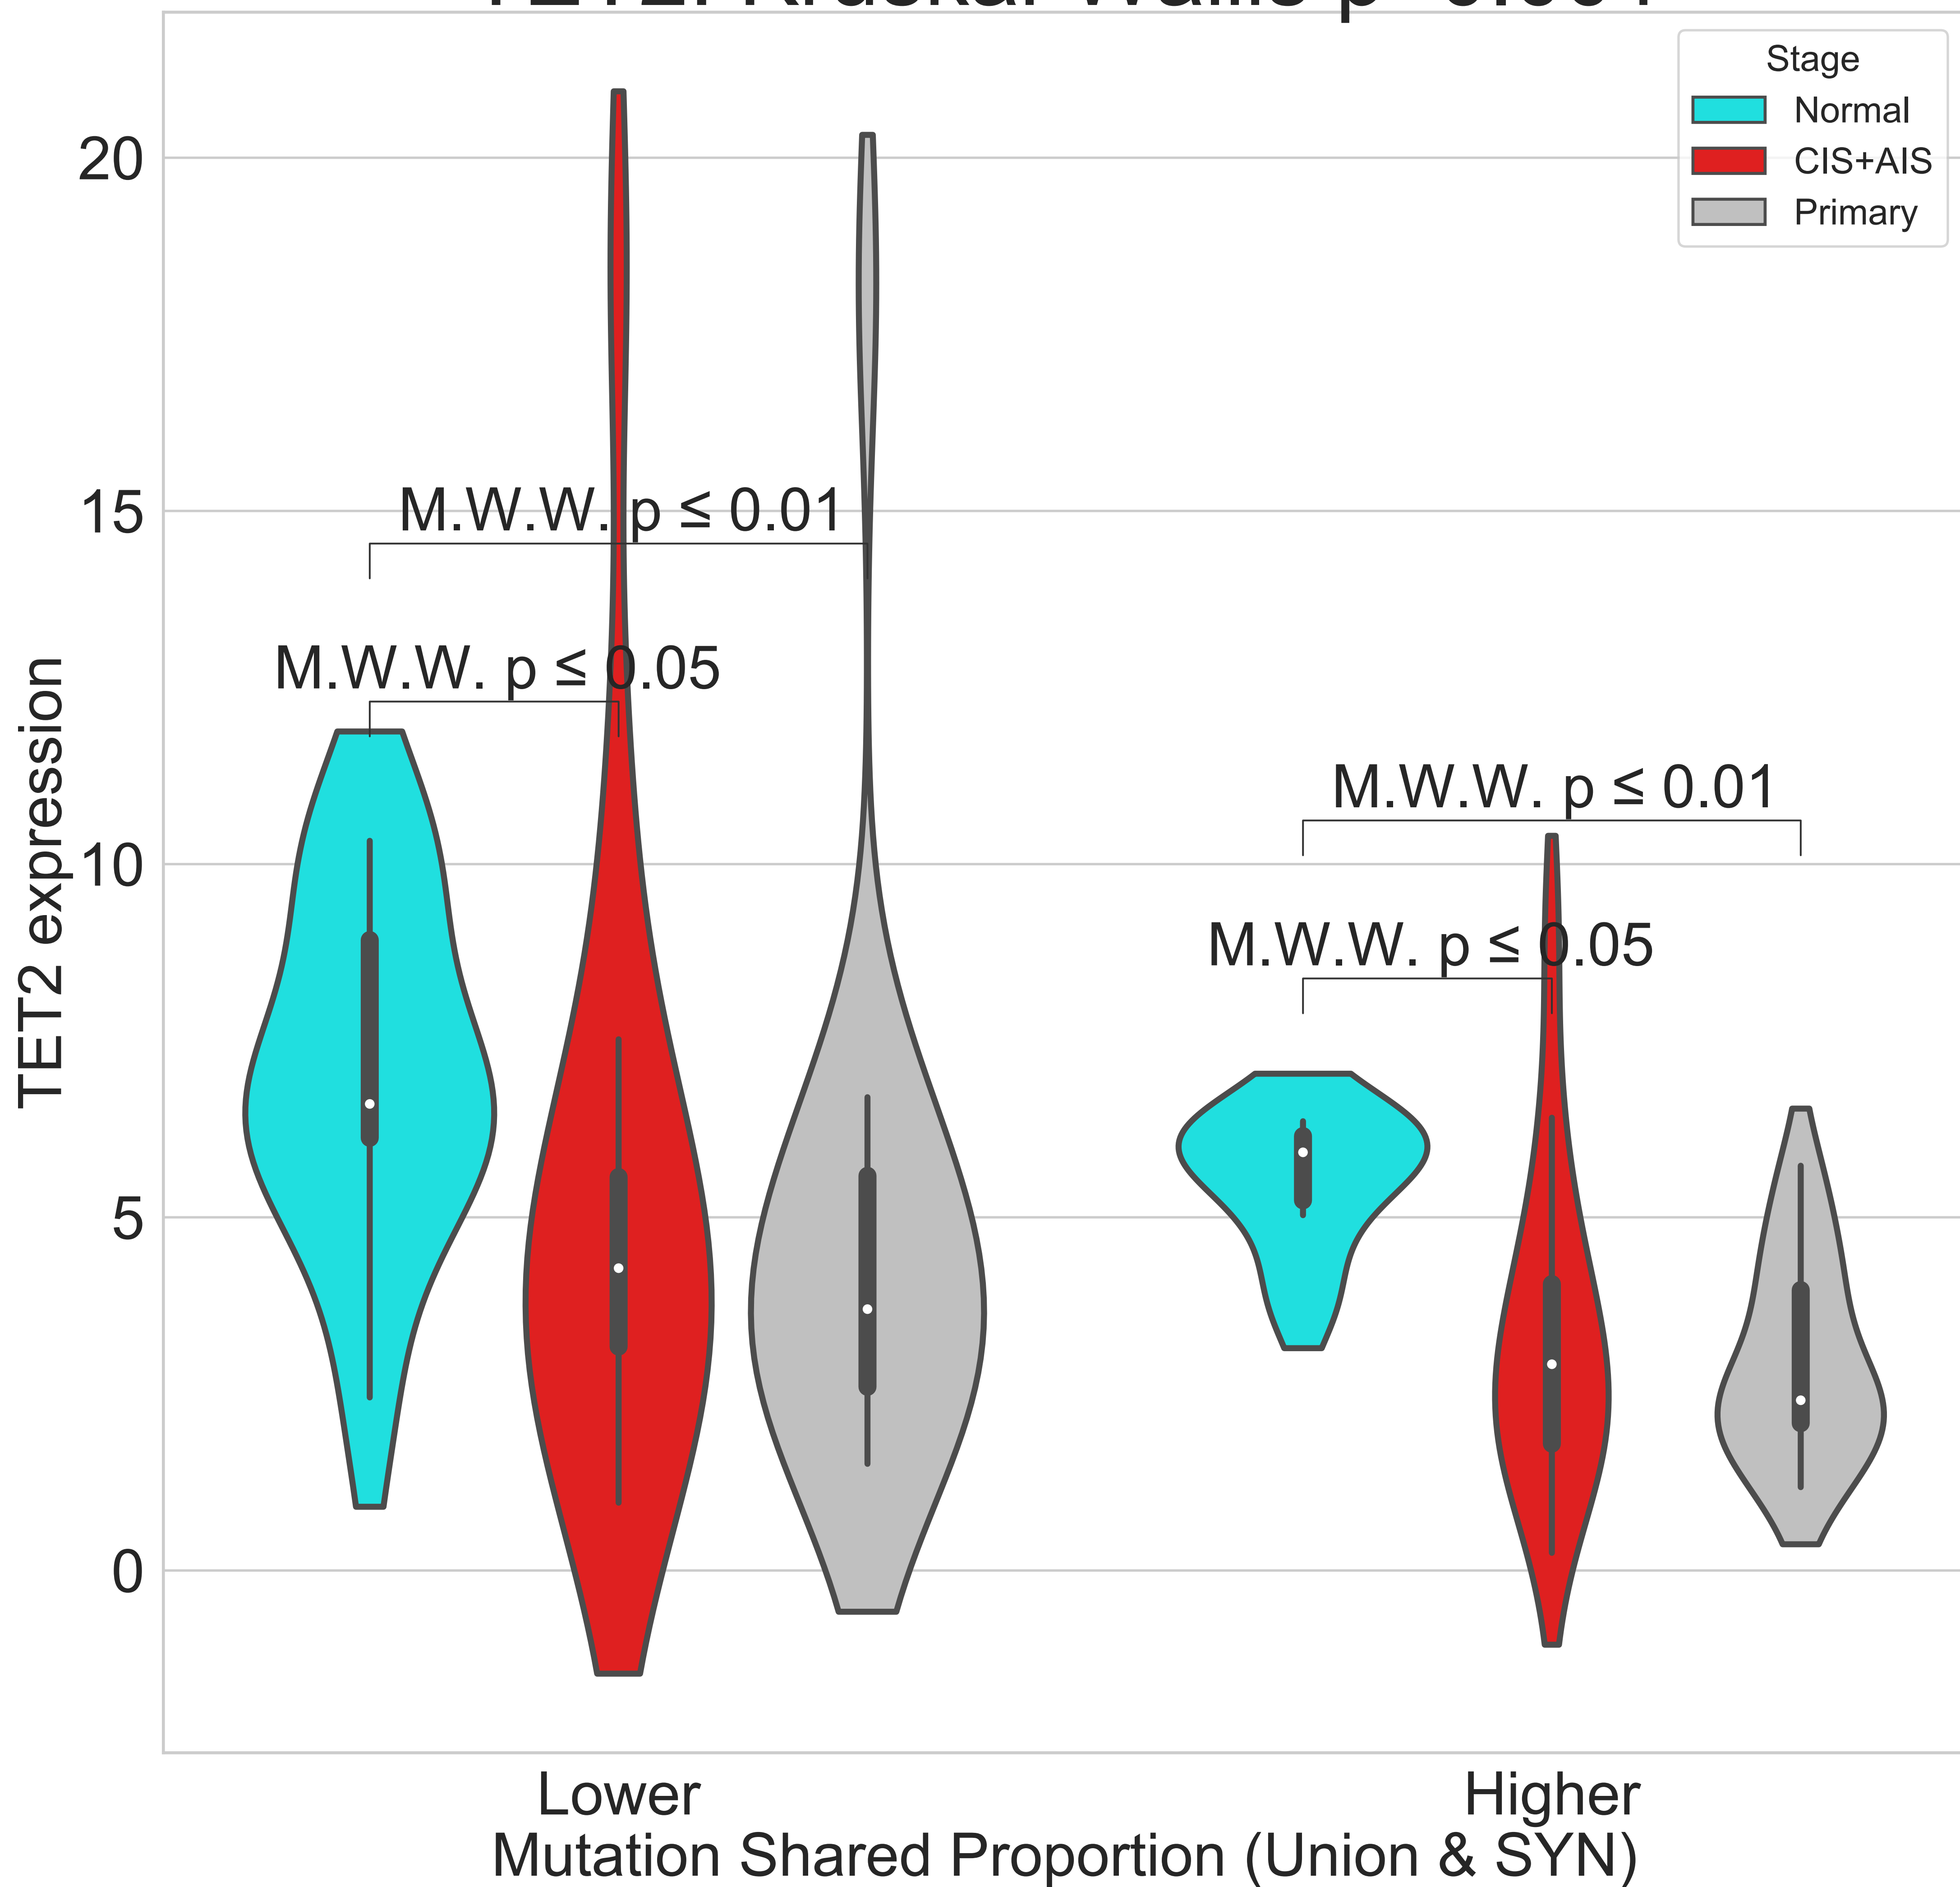 Stage
Normal
CIS+AIS
Primary
20
15
10
5
0
TET2 expression
M.W.W. p ≤ 0.01
M.W.W. p ≤ 0.05
M.W.W. p ≤ 0.01
M.W.W. p ≤ 0.05
Lower
Higher
Mutation Shared Proportion (Union & SYN)